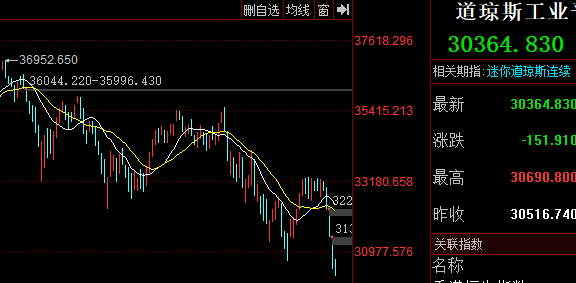 删自选 均线 窗
37618.296
36952.650
36044.220-35996.430
35415.213
33180.658
322
313
30977.576
道琼斯工业
30364.830
相关期指:迷你道琼斯连续
最新 30364.830
涨跌 -151.910
最高 30690.800
昨收 30516.740
关联指数
名称